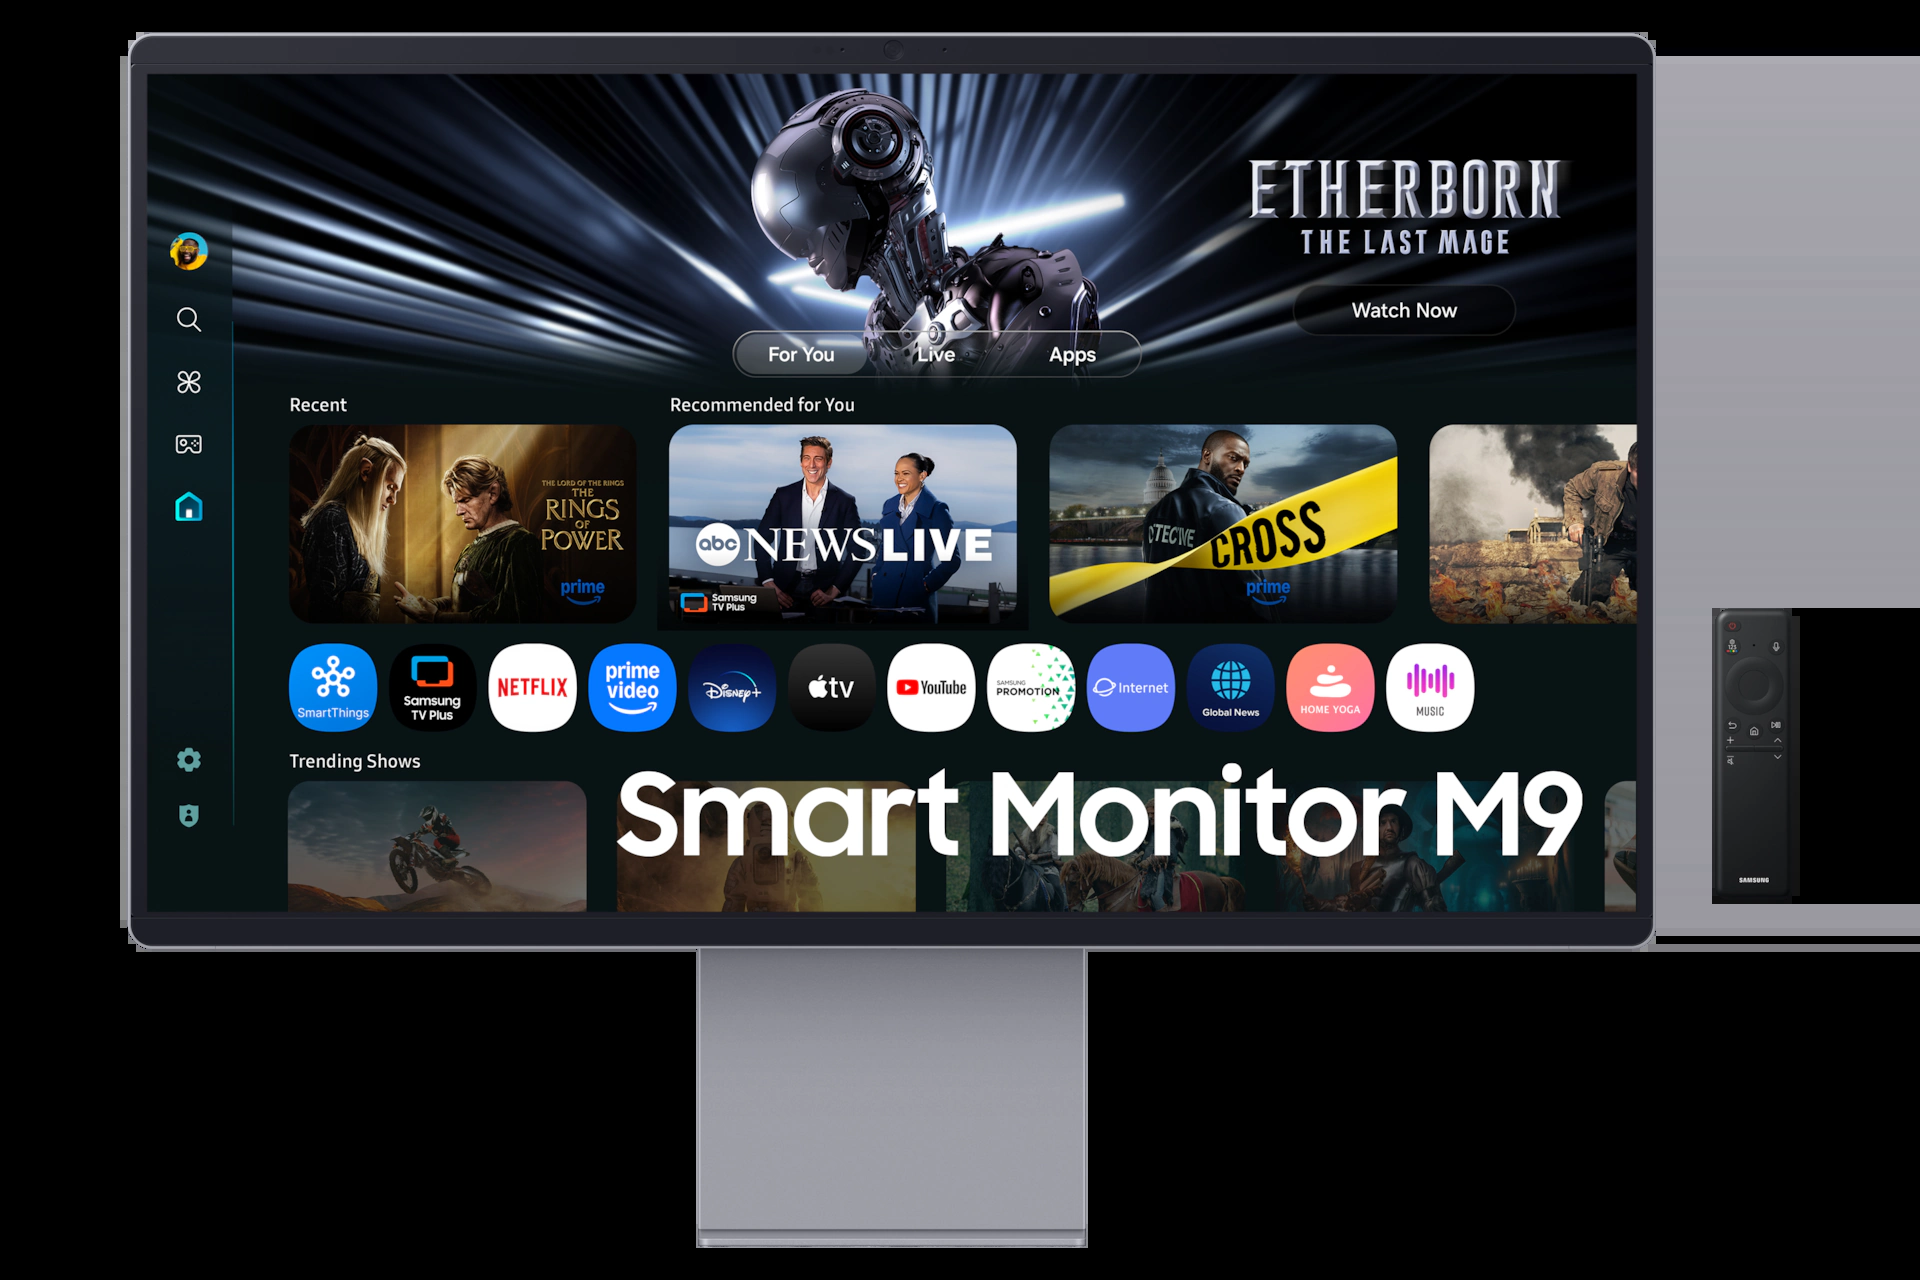 ETHERBORN
THE LAST MAGE
Watch Now
For You Live Apps
Recent
Recommended for You
THE LORD OF THE RINGS
THE
RINGS
OF
POWER
prime
abc NEWS LIVE
Samsung
TV Plus
DETECTIVE
CROSS
prime
SmartThings
Samsung
TV Plus
NETFLIX
prime
video
Disney+
tv
YouTube
SAMSUNG
PROMOTION
Internet
Global News
HOME YOGA
MUSIC
Trending Shows
Smart Monitor M9
123
SAMSUNG